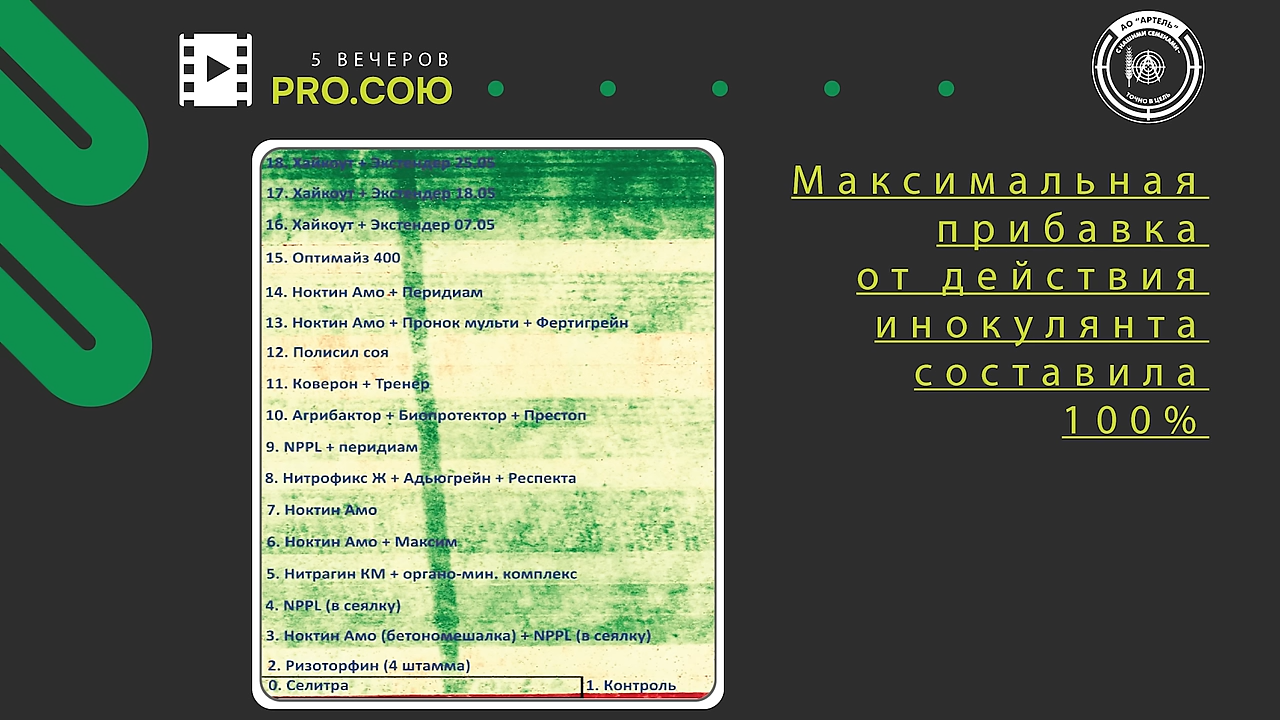 5 ВЕЧЕРОВ
PRO.СОЮ
АО "АРТЕЛЬ"
С НАШИМИ СЕМЕНАМИ-
ТОЧНО В ЦЕЛЬ
18. Хайкоут + Экстендер 25.05
17. Хайкоут + Экстендер 18.05
16. Хайкоут + Экстендер 07.05
15. Оптимайз 400
14. Ноктин Амо + Перидиам
13. Ноктин Амо + Пронок мульти + Фертигрейн
12. Полисил соя
11. Коверон + Тренер
10. Агрибактор + Биопротектор + Престоп
9. NPPL + перидиам
8. Нитрофикс Ж + Адьюгрейн + Респекта
7. Ноктин Амо
6. Ноктин Амо + Максим
5. Нитрагин КМ + органо-мин. комплекс
4. NPPL (в сеялку)
3. Ноктин Амо (бетономешалка) + NPPL (в сеялку)
2. Ризоторфин (4 штамма)
0. Селитра
1. Контроль
Максимальная
прибавка
от действия
инокулянта
составила
100%